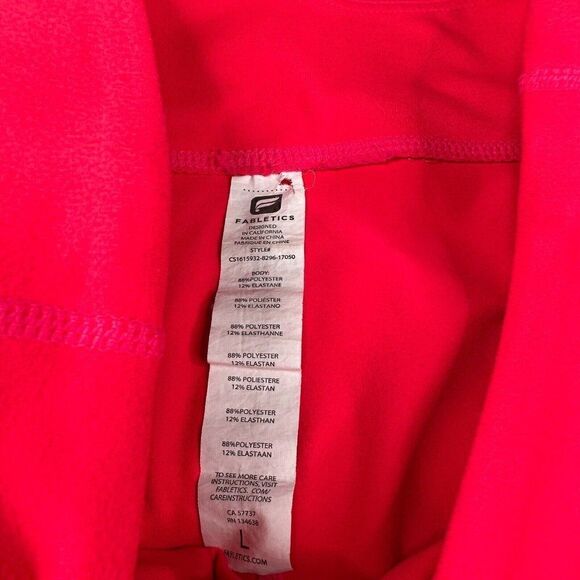 FABLETICS
DESIGNED
IN CALIFORNIA
MADE IN CHINA
FABRIQUÉ EN CHINE
STYLE#
CS1615932-8296-17050
BODY:
88%POLYESTER
12% ELASTANE
88% POLIÉSTER
12% ELASTANO
88% POLYESTER
12% ELASTHANNE
88% POLYESTER
12% ELASTAN
88% POLIESTERE
12% ELASTAN
88% POLYESTER
12% ELASTHAN
88%POLYESTER
12% ELASTAAN
TO SEE MORE CARE
INSTRUCTIONS, VISIT
FABLETICS. COM/
CAREINSTRUCTIONS
CA 57737
RN 134638
L
FABLETICS.COM